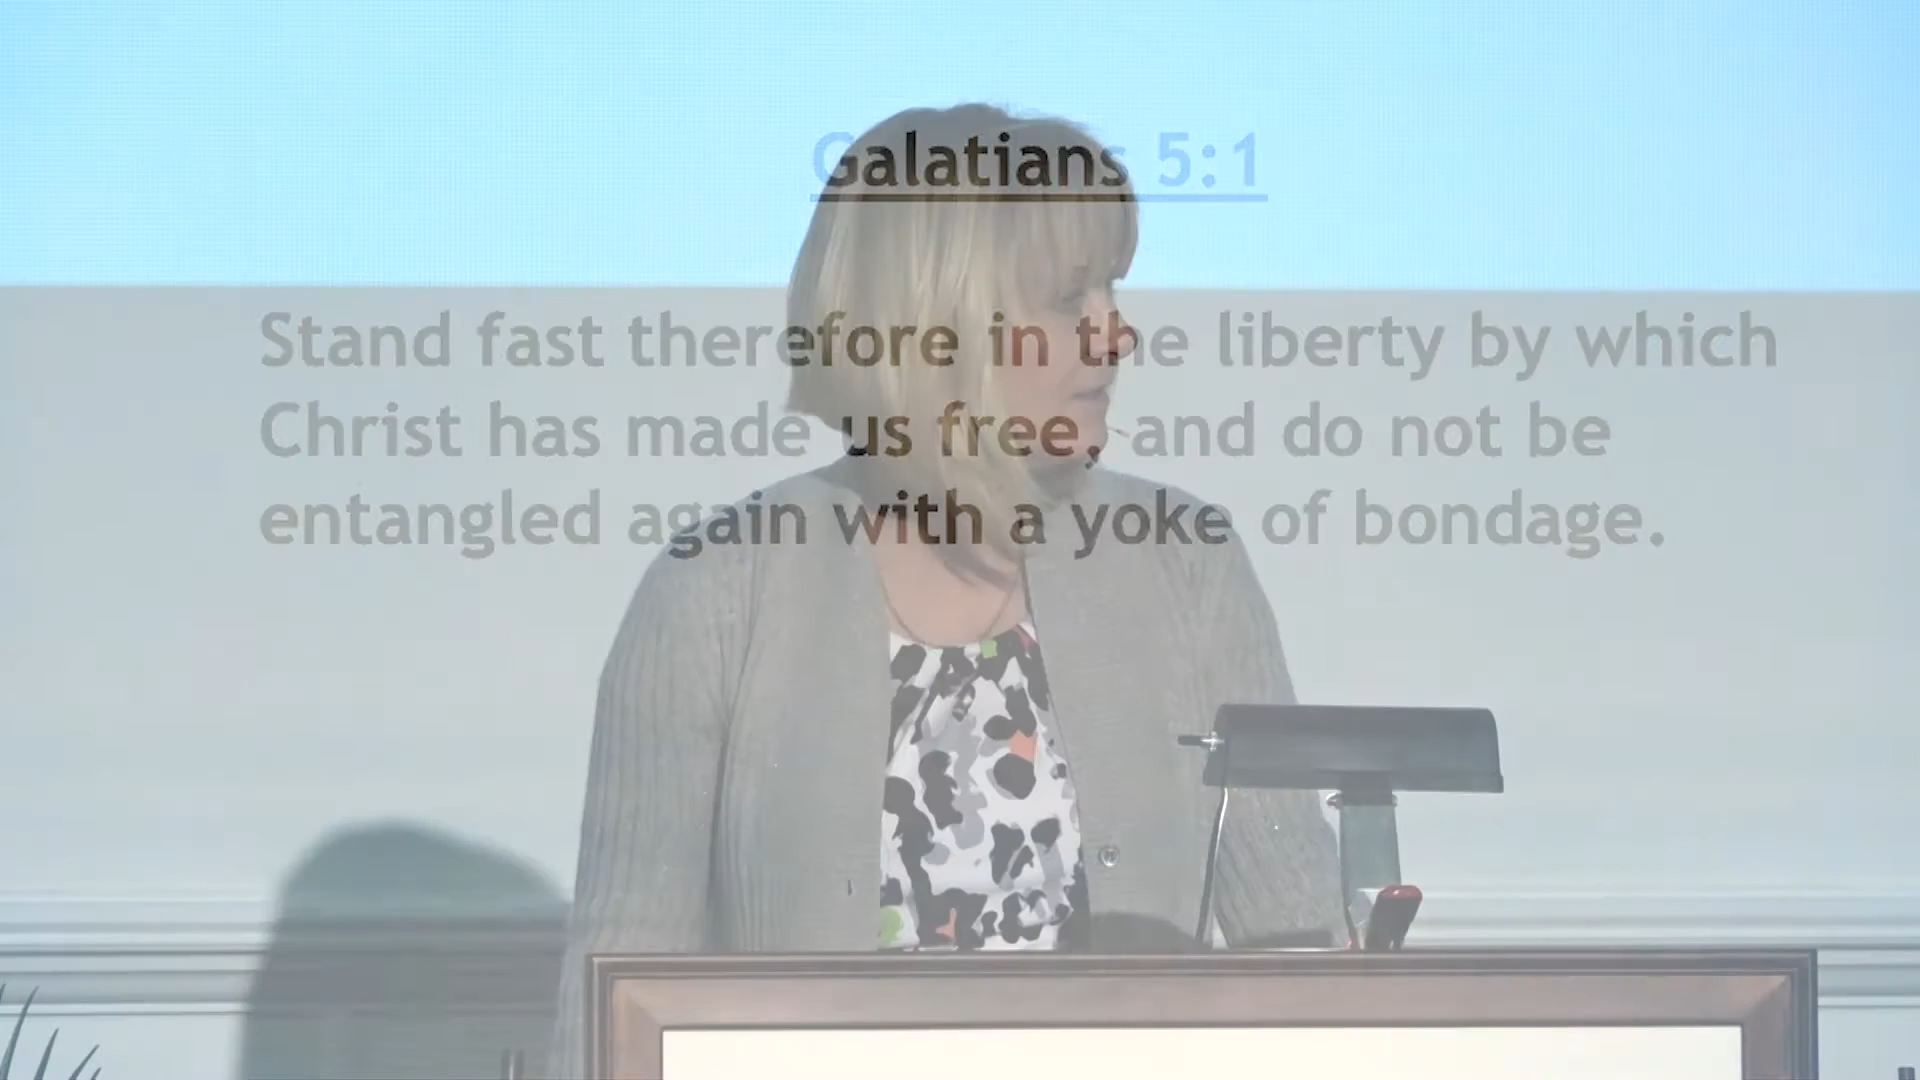 Galatians 5:1
Stand fast therefore in the liberty by which
Christ has made us free, and do not be
entangled again with a yoke of bondage.